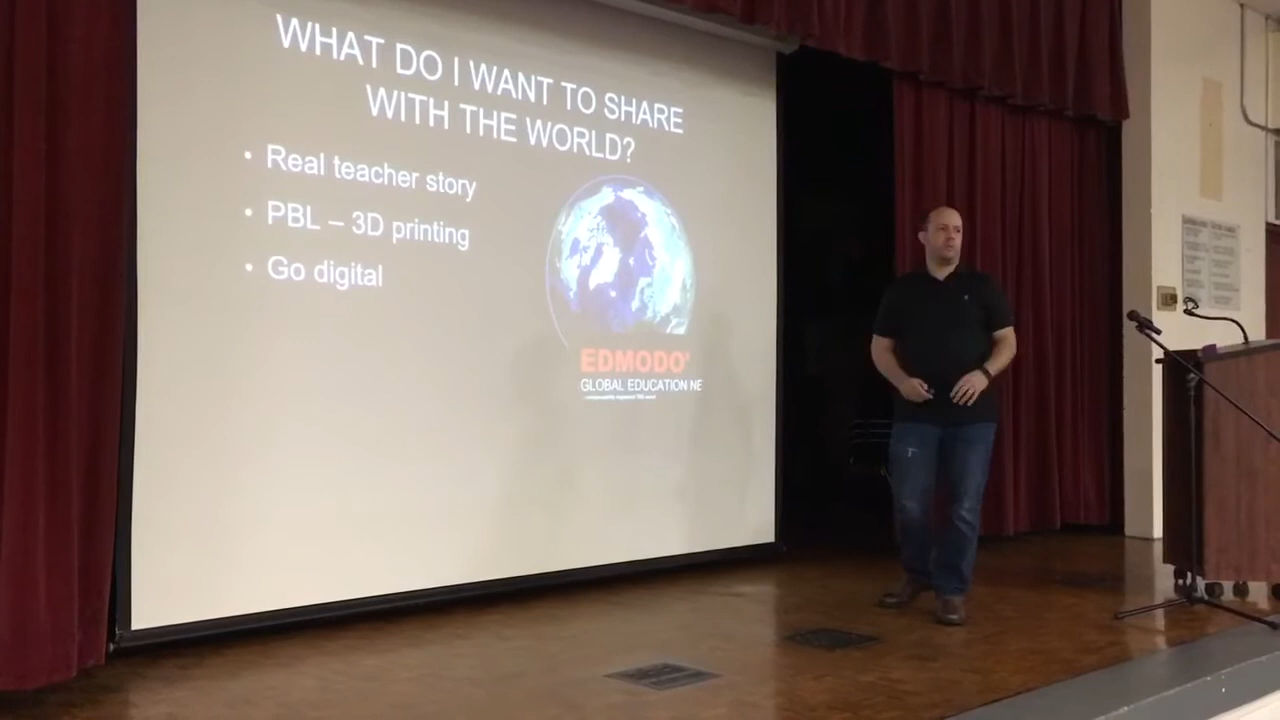 WHAT DO I WANT TO SHARE
WITH THE WORLD?
• Real teacher story
• PBL – 3D printing
• Go digital
EDMODO
GLOBAL EDUCATION NE